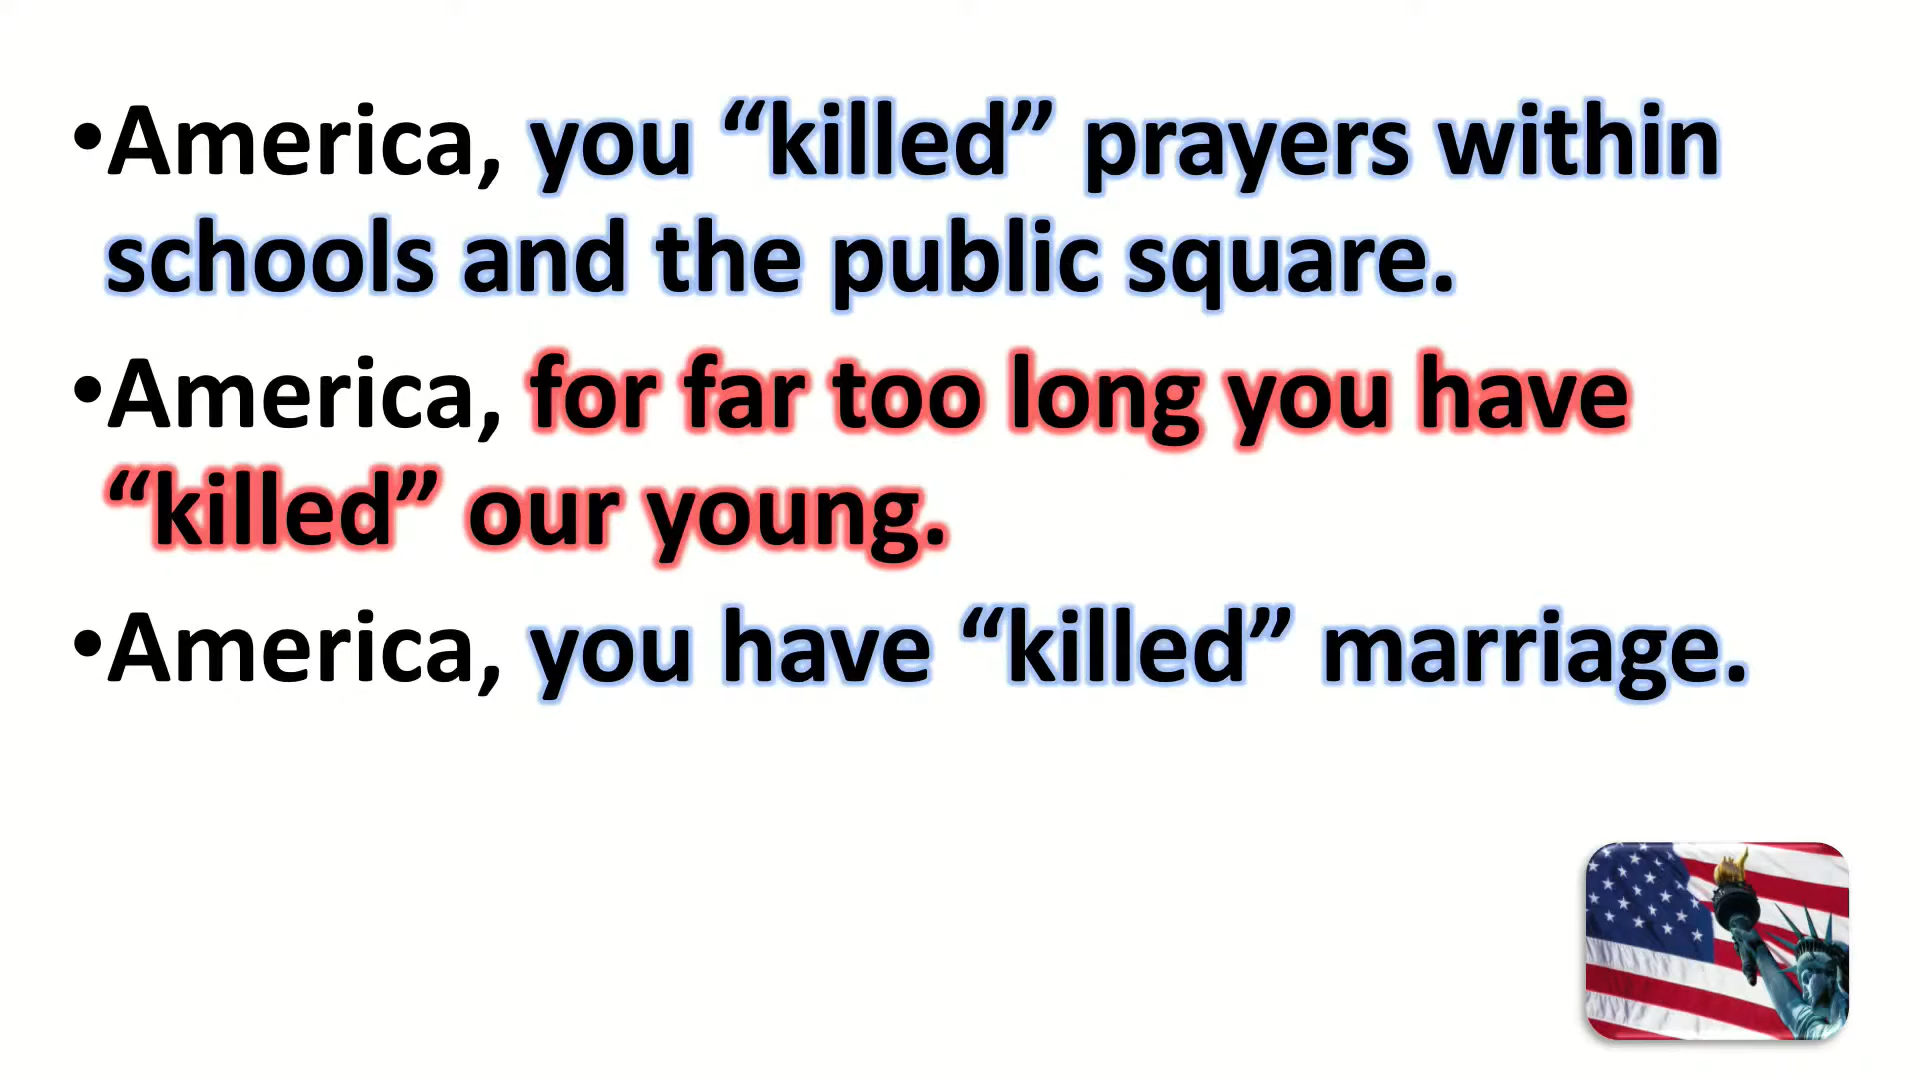 •America, you “killed” prayers within
schools and the public square.
•America, for far too long you have
“killed” our young.
•America, you have “killed” marriage.